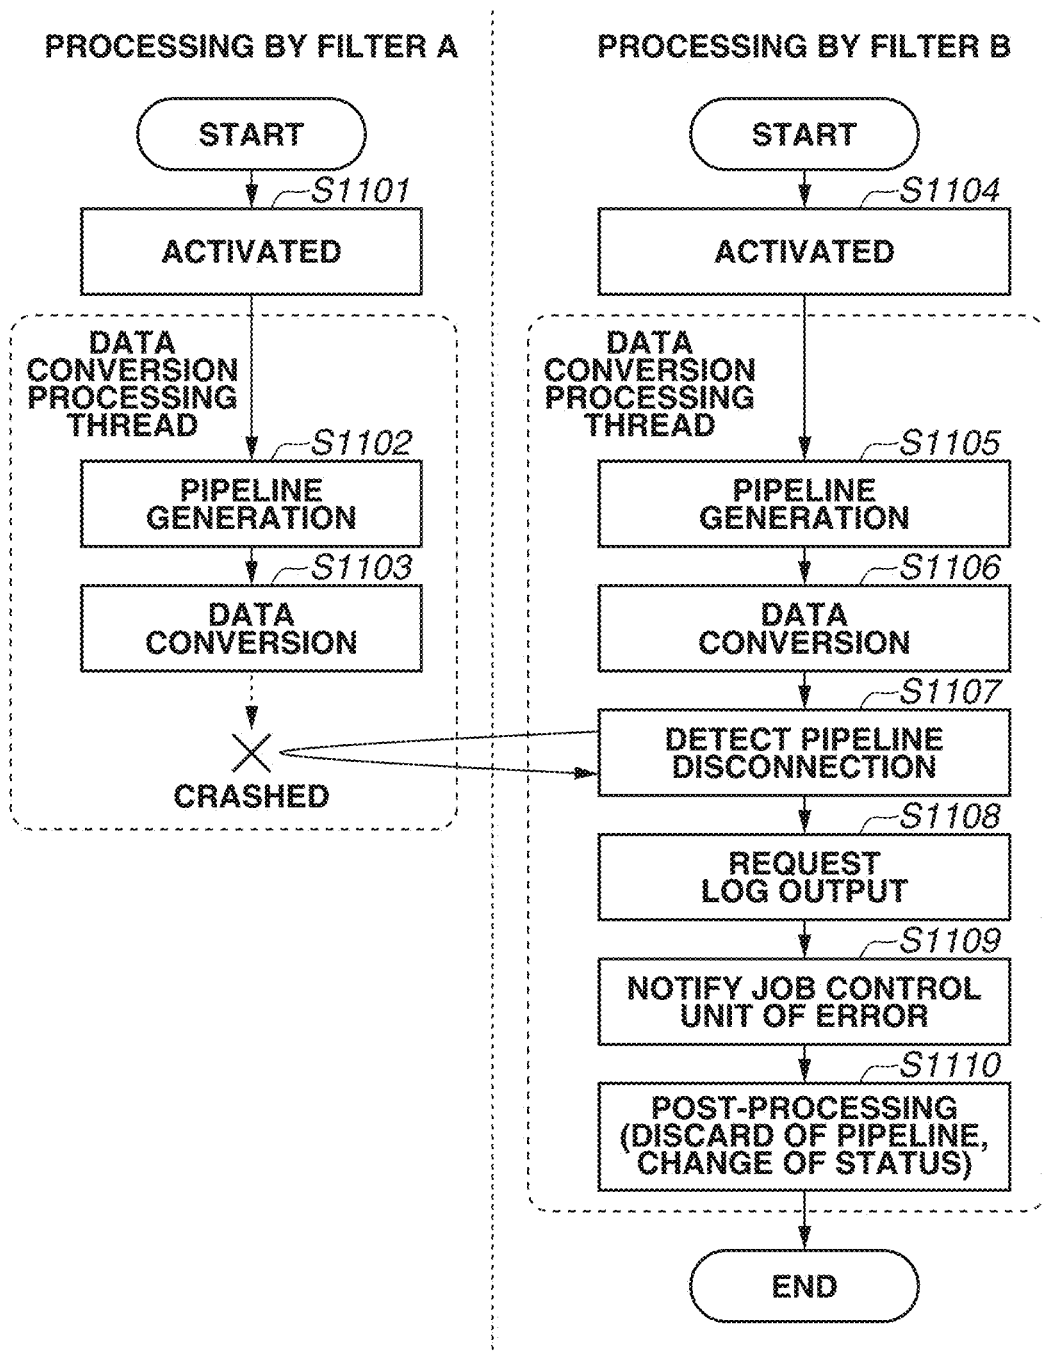 PROCESSING BY FILTER A
START
S1101
ACTIVATED
DATA
CONVERSION
PROCESSING
THREAD
S1102
PIPELINE
GENERATION
S1103
DATA
CONVERSION
CRASHED
PROCESSING BY FILTER B
START
S1104
ACTIVATED
DATA
CONVERSION
PROCESSING
THREAD
S1105
PIPELINE
GENERATION
S1106
DATA
CONVERSION
S1107
DETECT PIPELINE
DISCONNECTION
S1108
REQUEST
LOG OUTPUT
S1109
NOTIFY JOB CONTROL
UNIT OF ERROR
S1110
POST-PROCESSING
(DISCARD OF PIPELINE,
CHANGE OF STATUS)
END